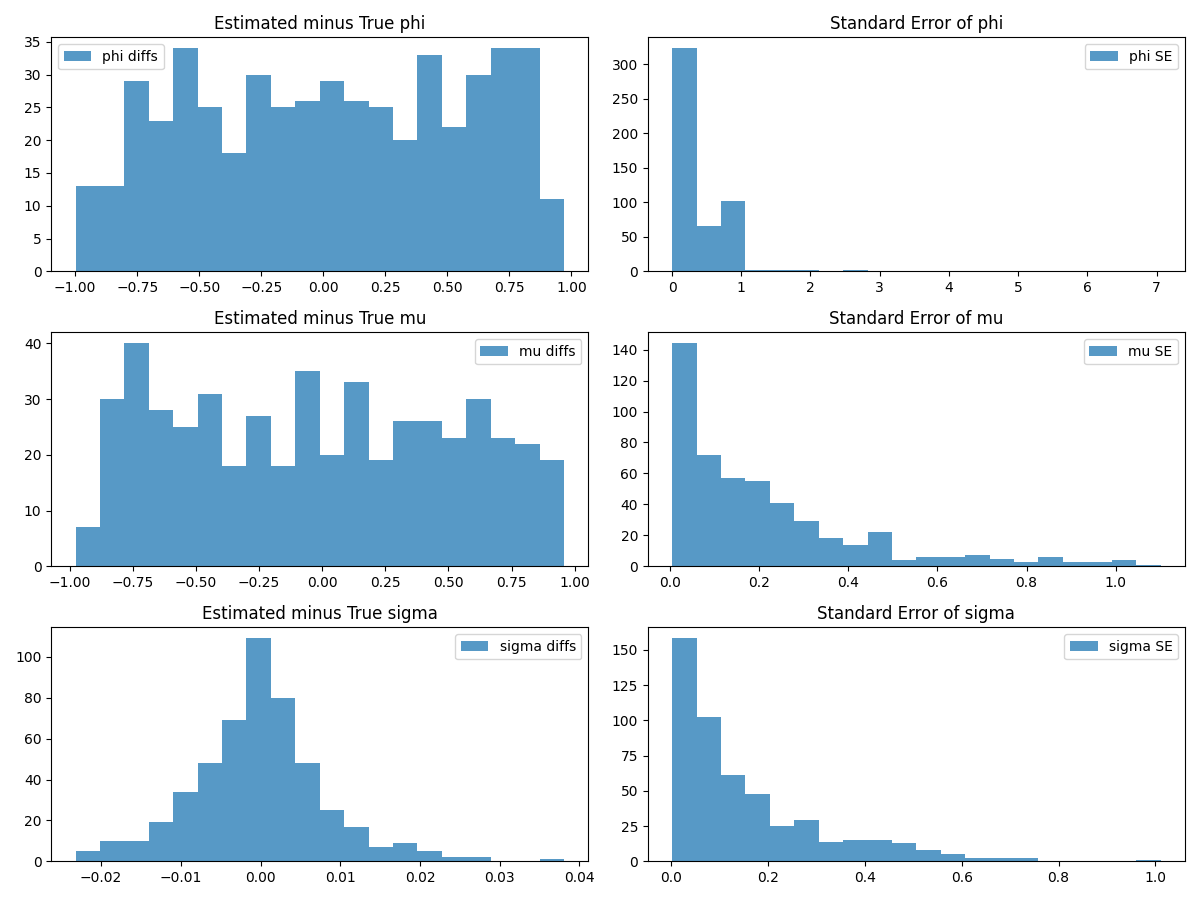 Estimated minus True phi
phi diffs
35
30
25
20
15
10
5
0
−1.00 −0.75 −0.50 −0.25 0.00 0.25 0.50 0.75 1.00
Standard Error of phi
phi SE
300
250
200
150
100
50
0
0 1 2 3 4 5 6 7
Estimated minus True mu
mu diffs
40
30
20
10
0
−1.00 −0.75 −0.50 −0.25 0.00 0.25 0.50 0.75 1.00
Standard Error of mu
mu SE
140
120
100
80
60
40
20
0
0.0 0.2 0.4 0.6 0.8 1.0
Estimated minus True sigma
sigma diffs
100
80
60
40
20
0
−0.02 −0.01 0.00 0.01 0.02 0.03 0.04
Standard Error of sigma
sigma SE
150
125
100
75
50
25
0
0.0 0.2 0.4 0.6 0.8 1.0